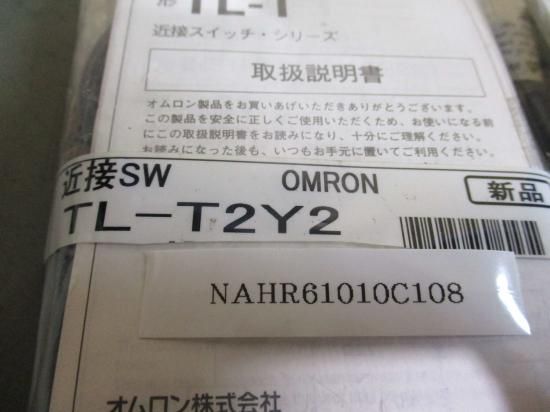 形 TL-T
近接スイッチ・シリーズ
取扱説明書
オムロン製品をお買いあげいただきありがとうございます。
この製品を安全に正しくご使用いただくため、お使いになる前
にこの取扱説明書をお読みになり、十分にご理解ください。
お読みになった後も、いつもお手元に置いてご利用ください。
近接SW OMRON 新品
TL-T2Y2
NAHR61010C108
オムロン株式会社